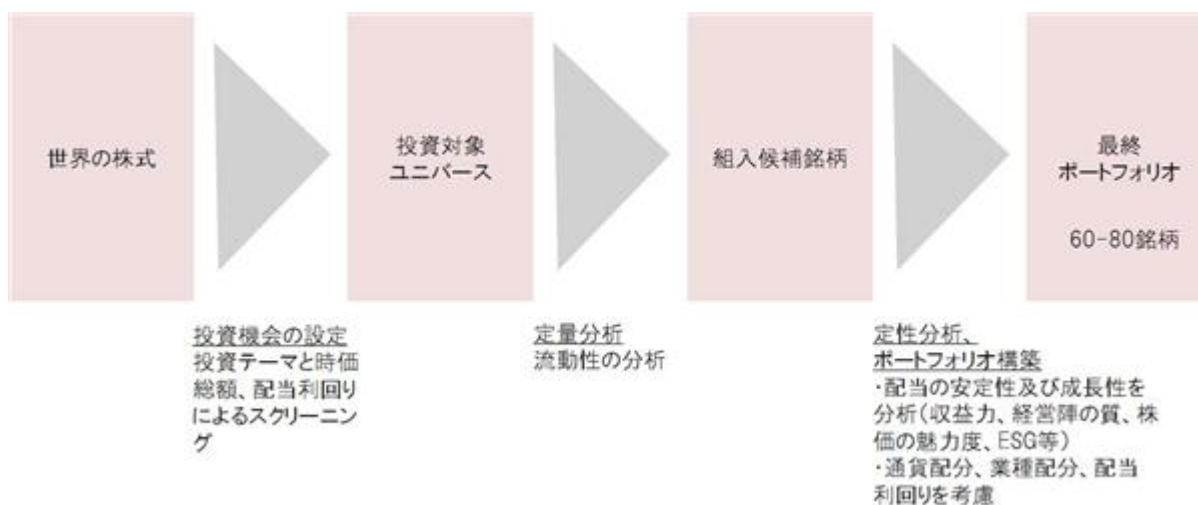 世界の株式
投資対象
ユニバース
組入候補銘柄
最終
ポートフォリオ
60-80銘柄
投資機会の設定
投資テーマと時価
総額、配当利回り
によるスクリーニン
グ
定量分析
流動性の分析
定性分析、
ポートフォリオ構築
・配当の安定性及び成長性を
分析(収益力、経営陣の質、株
価の魅力度、ESG等)
・通貨配分、業種配分、配当
利回りを考慮